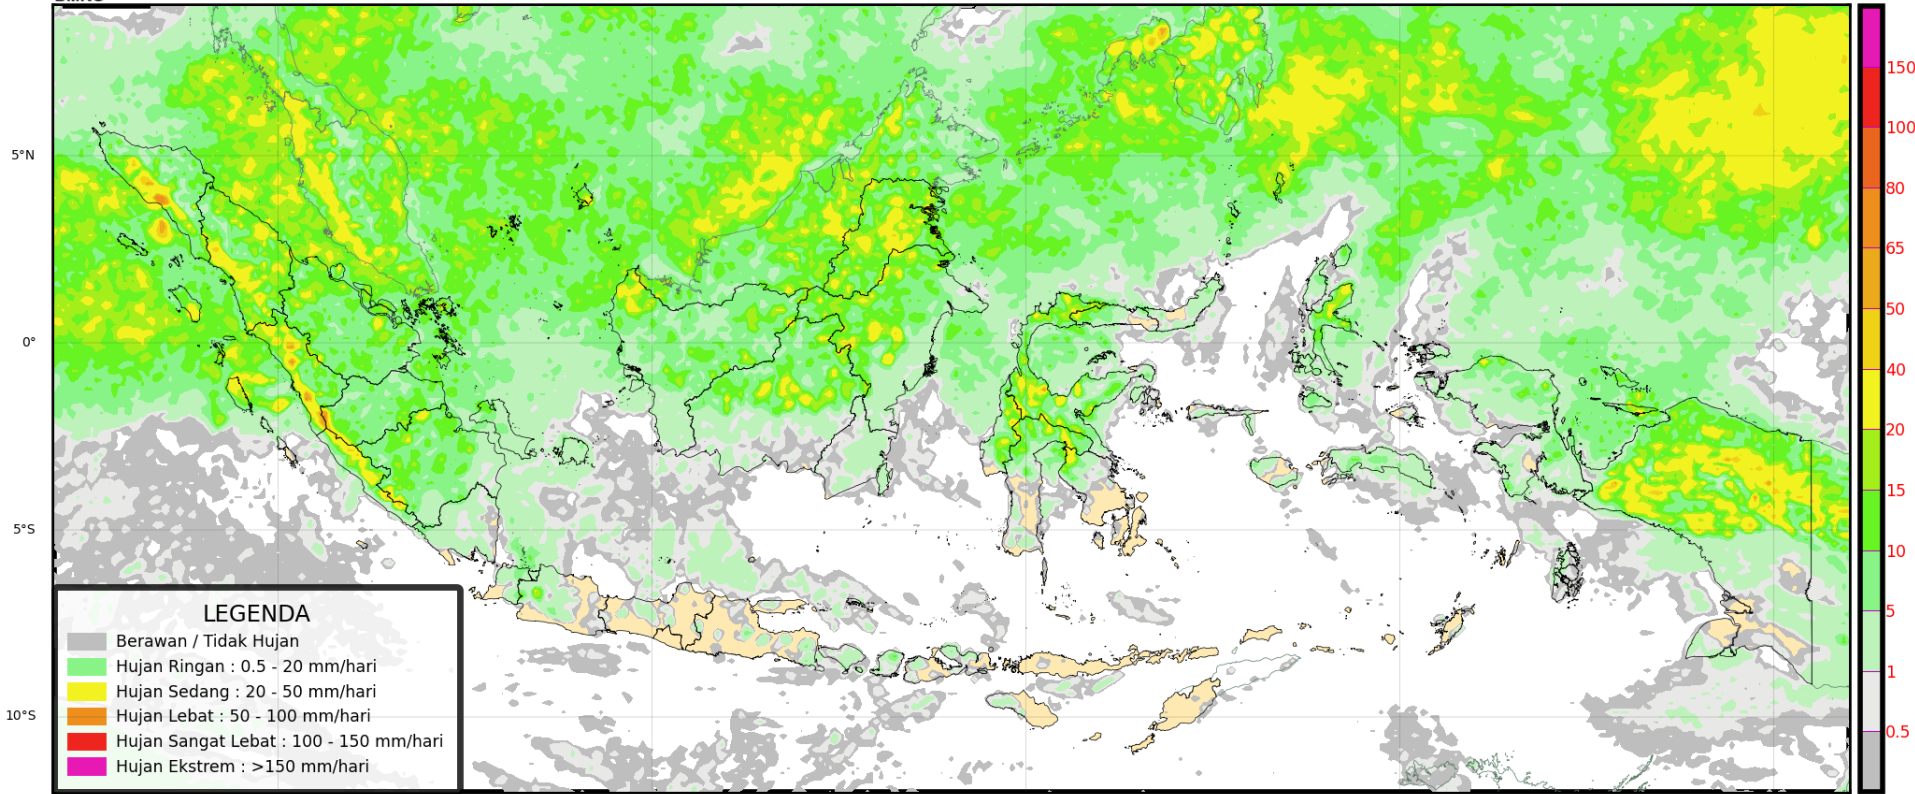 5°N
0°
5°S
10°S
LEGENDA
Berawan / Tidak Hujan
Hujan Ringan : 0.5 - 20 mm/hari
Hujan Sedang : 20 - 50 mm/hari
Hujan Lebat : 50 - 100 mm/hari
Hujan Sangat Lebat : 100 - 150 mm/hari
Hujan Ekstrem : >150 mm/hari
150
100
80
65
50
40
20
15
10
5
1
0.5